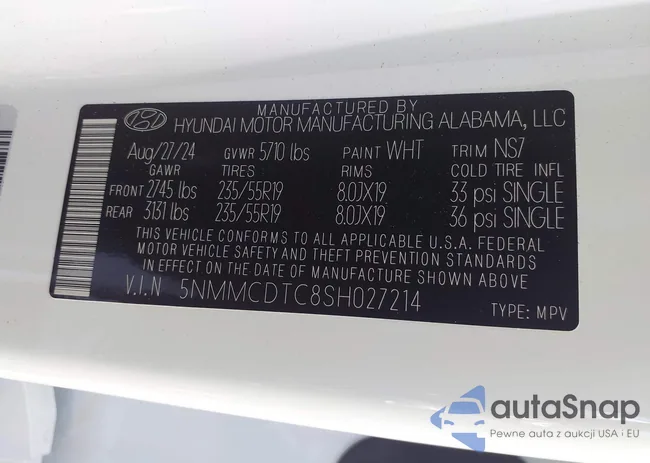 MANUFACTURED BY
HYUNDAI MOTOR MANUFACTURING ALABAMA, LLC
Aug/27/24 GVWR 5710 lbs PAINT WHT TRIM NS7
GAWR TIRES RIMS COLD TIRE INFL
FRONT 2745 lbs 235/55R19 8.0JX19 33 psi SINGLE
REAR 3131 lbs 235/55R19 8.0JX19 36 psi SINGLE
THIS VEHICLE CONFORMS TO ALL APPLICABLE U.S.A. FEDERAL
MOTOR VEHICLE SAFETY AND THEFT PREVENTION STANDARDS
IN EFFECT ON THE DATE OF MANUFACTURE SHOWN ABOVE
V.I.N 5NMMCDTC8SH027214 TYPE: MPV
autaSnap
Pewne auta z aukcji USA i EU